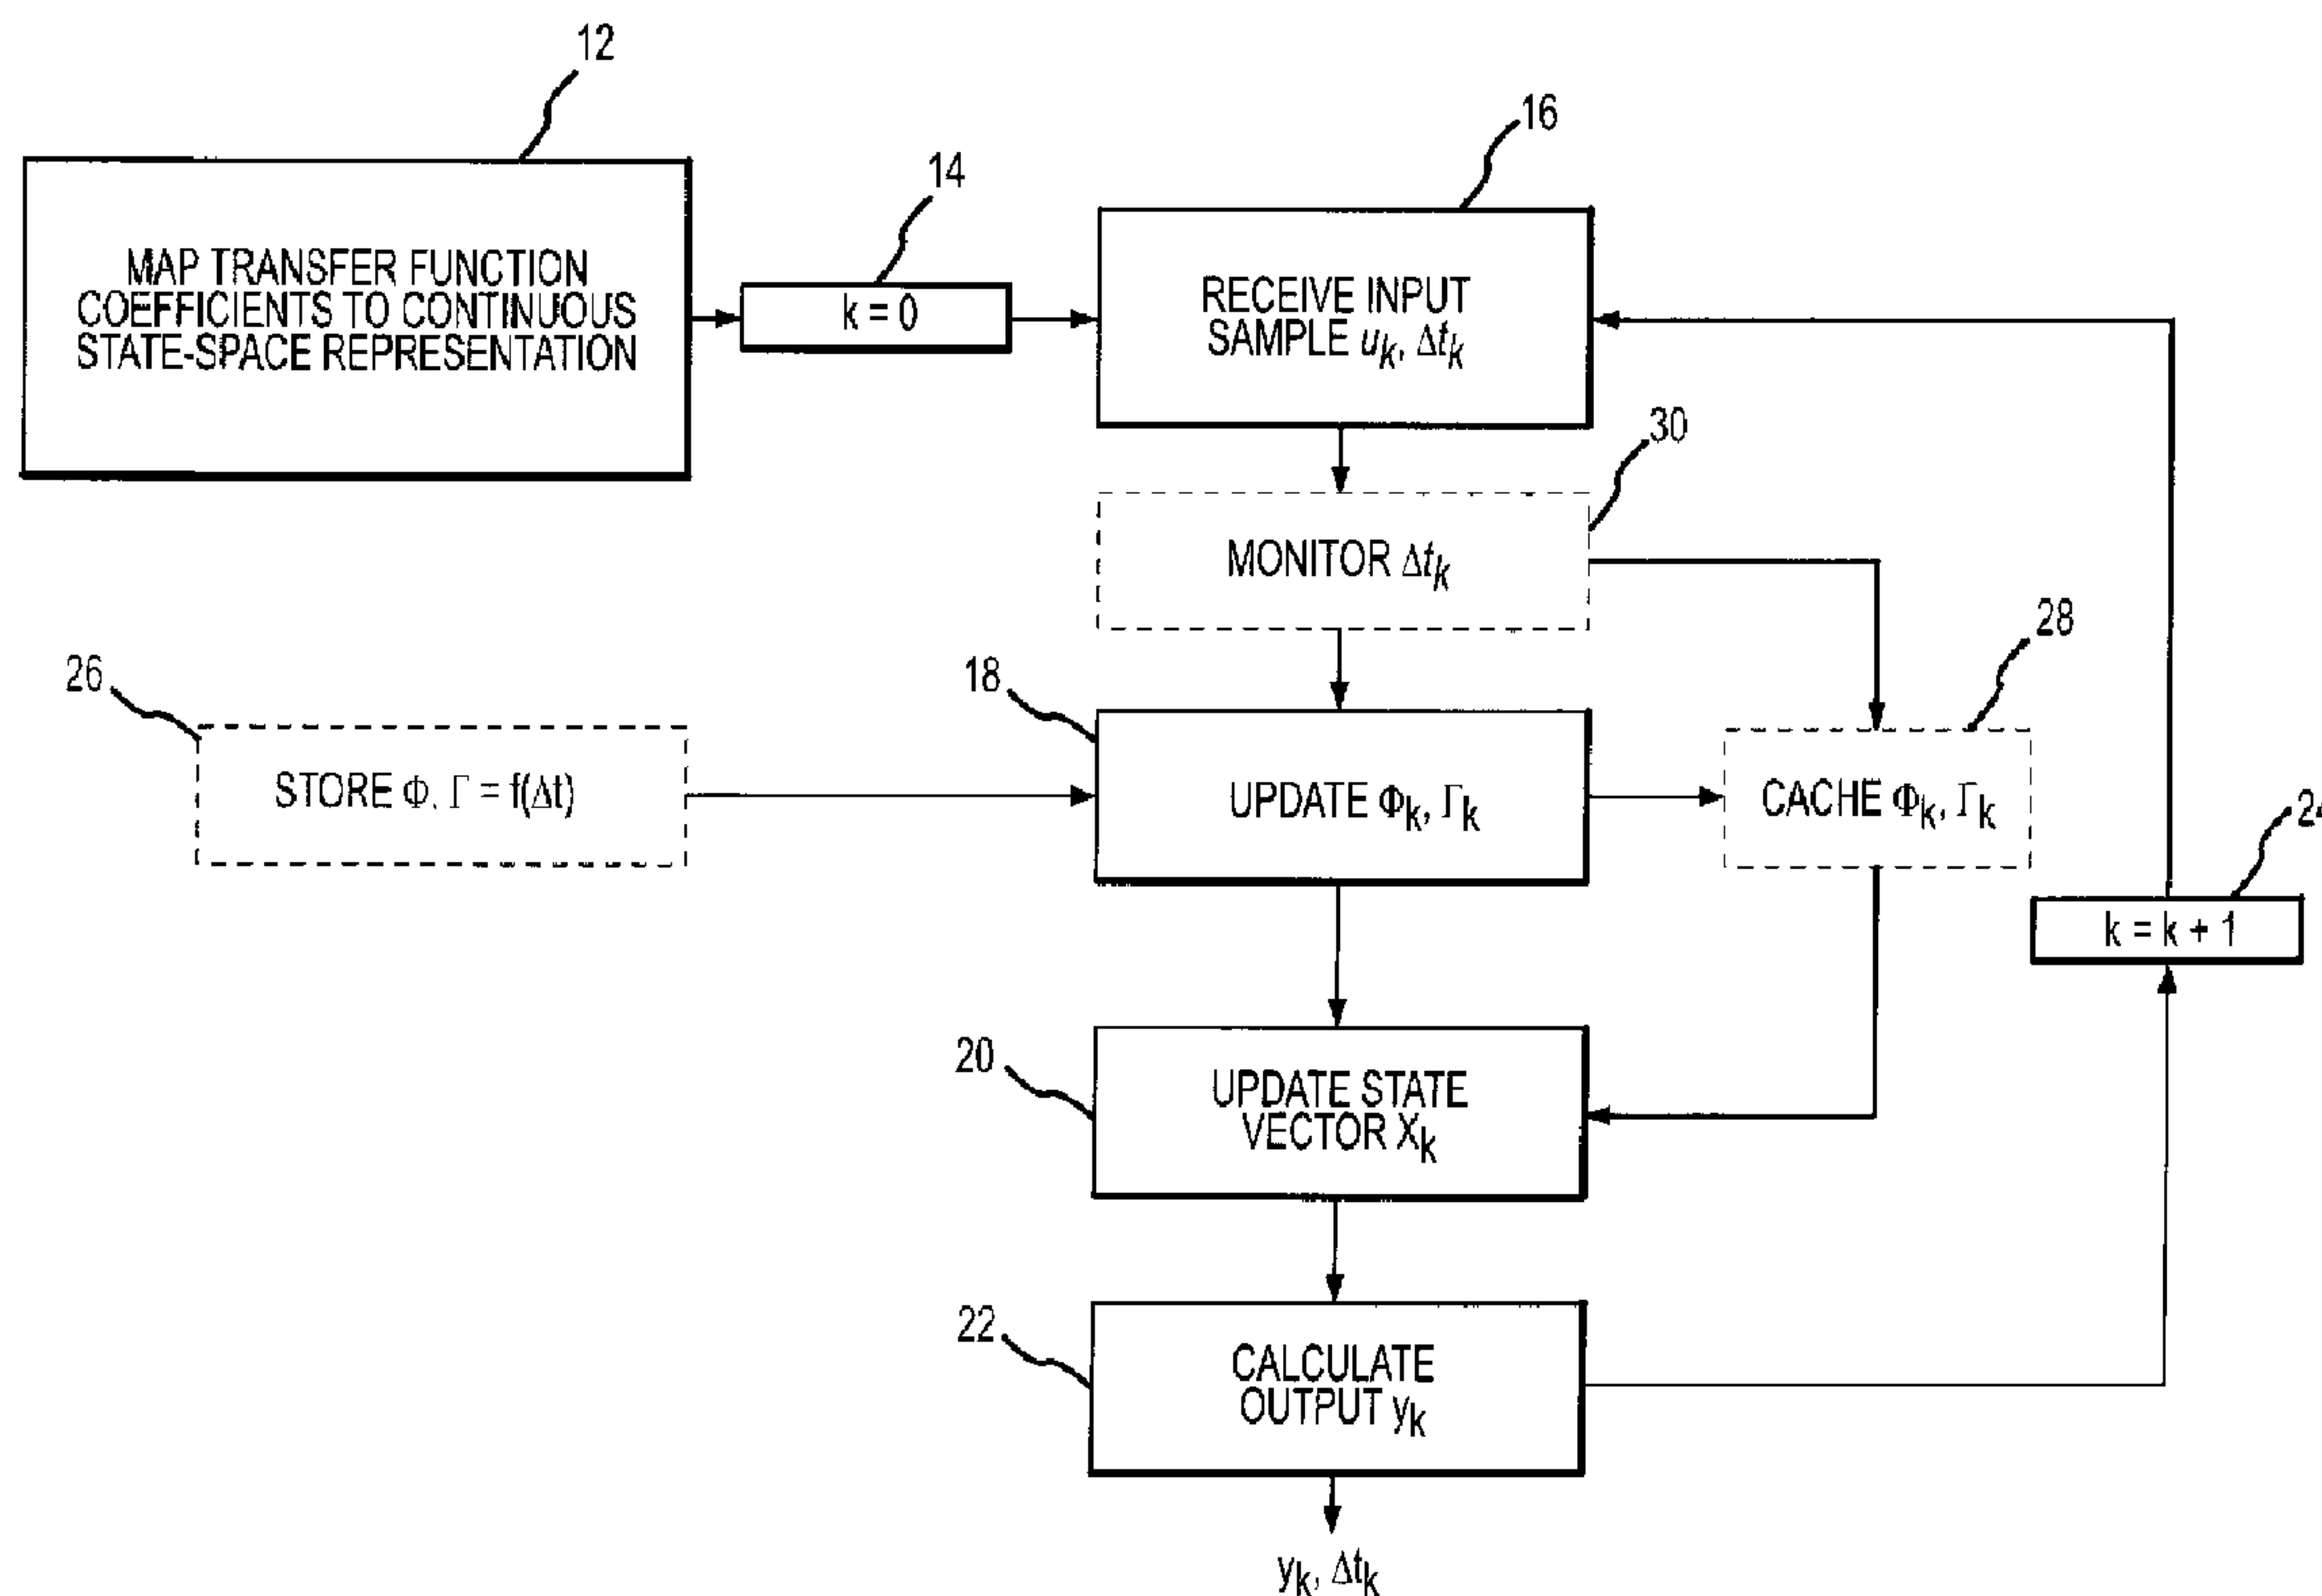 12
MAP TRANSFER FUNCTION
COEFFICIENTS TO CONTINUOUS
STATE-SPACE REPRESENTATION
14
k = 0
16
RECEIVE INPUT
SAMPLE uk, Δtk
30
MONITOR Δtk
26
STORE Φ, Γ = f(Δt)
18
UPDATE Φk, Γk
28
CACHE Φk, Γk
24
k = k + 1
20
UPDATE STATE
VECTOR Xk
22
CALCULATE
OUTPUT yk
yk, Δtk